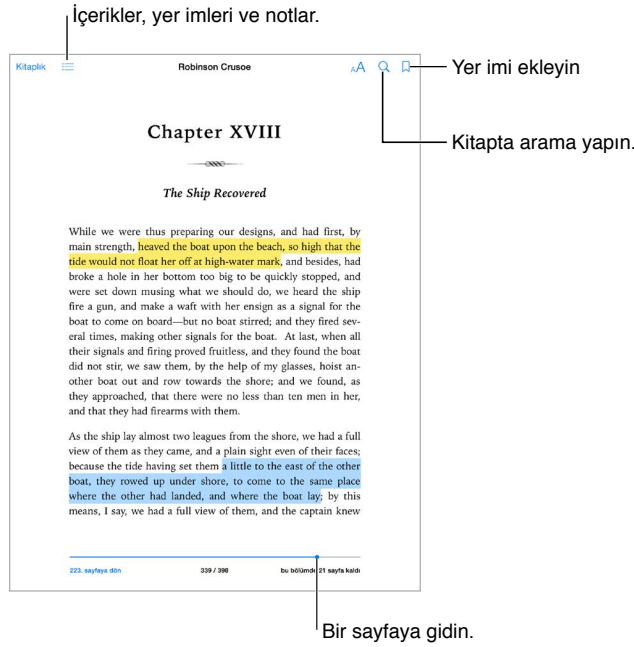 İçerikler, yer imleri ve notlar.
Kitaplık
Robinson Crusoe
AA
Yer imi ekleyin
Kitapta arama yapın.
Chapter XVIII
The Ship Recovered
While we were thus preparing our designs, and had first, by
main strength, heaved the boat upon the beach, so high that the
tide would not float her off at high-water mark, and besides, had
broke a hole in her bottom too big to be quickly stopped, and
were set down musing what we should do, we heard the ship
fire a gun, and make a waft with her ensign as a signal for the
boat to come on board—but no boat stirred; and they fired sev-
eral times, making other signals for the boat. At last, when all
their signals and firing proved fruitless, and they found the boat
did not stir, we saw them, by the help of my glasses, hoist an-
other boat out and row towards the shore; and we found, as
they approached, that there were no less than ten men in her,
and that they had firearms with them.
As the ship lay almost two leagues from the shore, we had a full
view of them as they came, and a plain sight even of their faces;
because the tide having set them a little to the east of the other
boat, they rowed up under shore, to come to the same place
where the other had landed, and where the boat lay; by this
means, I say, we had a full view of them, and the captain knew
223. sayfaya dön
339 / 398
bu bölümde 21 sayfa kaldı
Bir sayfaya gidin.